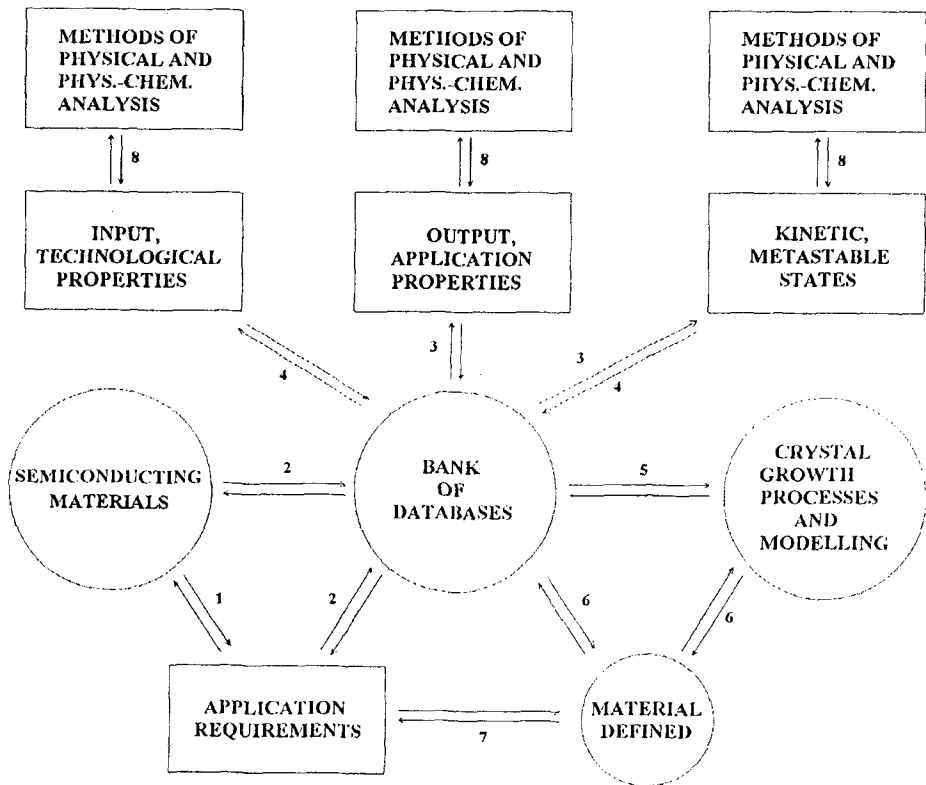 METHODS OF
PHYSICAL AND
PHYS.-CHEM.
ANALYSIS
METHODS OF
PHYSICAL AND
PHYS.-CHEM.
ANALYSIS
METHODS OF
PHYSICAL AND
PHYS.-CHEM.
ANALYSIS
8
8
8
INPUT,
TECHNOLOGICAL
PROPERTIES
OUTPUT,
APPLICATION
PROPERTIES
KINETIC,
METASTABLE
STATES
4
3
3
4
SEMICONDUCTING
MATERIALS
2
BANK
OF
DATABASES
5
CRYSTAL
GROWTH
PROCESSES
AND
MODELLING
1
2
6
6
APPLICATION
REQUIREMENTS
7
MATERIAL
DEFINED